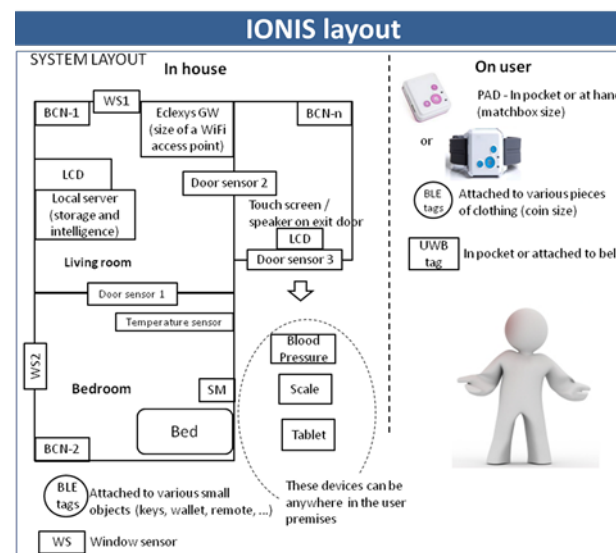 IONIS layout
SYSTEM LAYOUT
In house
On user
BCN-1
WS1
Eclexys GW
(size of a WiFi
access point)
BCN-n
PAD - In pocket or at hand
(matchbox size)
or
LCD
Local server
(storage and
intelligence)
Living room
Door sensor 2
Touch screen /
speaker on exit door
LCD
Door sensor 3
BLE
tags
Attached to various pieces
of clothing (coin size)
UWB
tag
In pocket or attached to bel
Door sensor 1
Temperature sensor
WS2
Bedroom
SM
Bed
BCN-2
Blood
Pressure
Scale
Tablet
These devices can be
anywhere in the user
premises
BLE
tags
Attached to various small
objects (keys, wallet, remote, ...)
WS
Window sensor